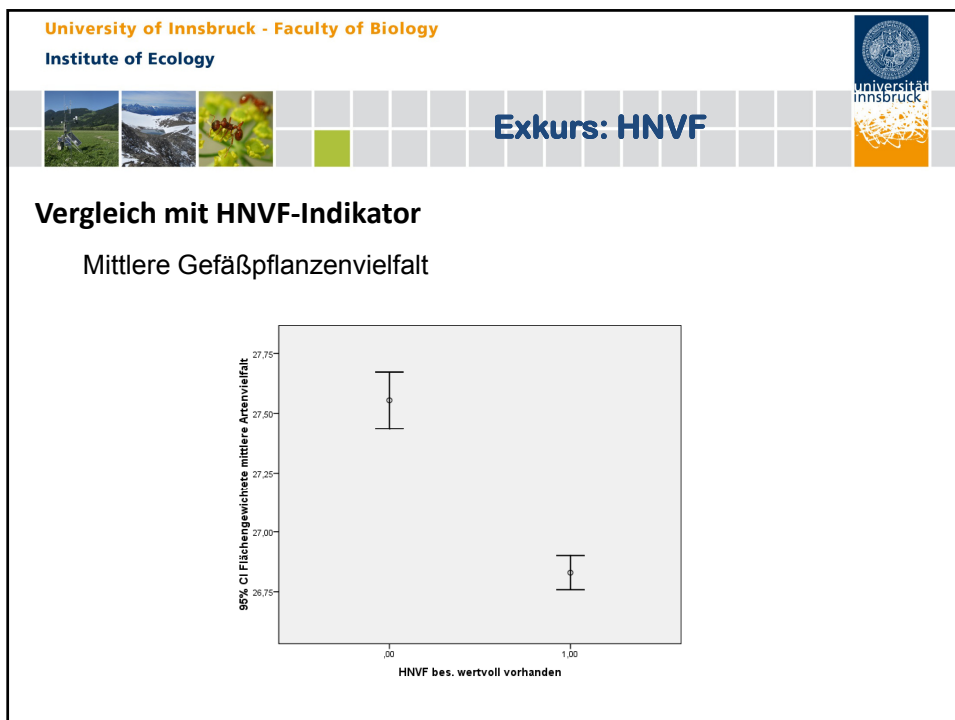 University of Innsbruck - Faculty of Biology
Institute of Ecology
universität
innsbruck
Exkurs: HNVF
Vergleich mit HNVF-Indikator
Mittlere Gefäßpflanzenvielfalt
95% CI Flächengewichtete mittlere Artenvielfalt
27,75
27,50
27,25
27,00
26,75
,00
1,00
HNVF bes. wertvoll vorhanden